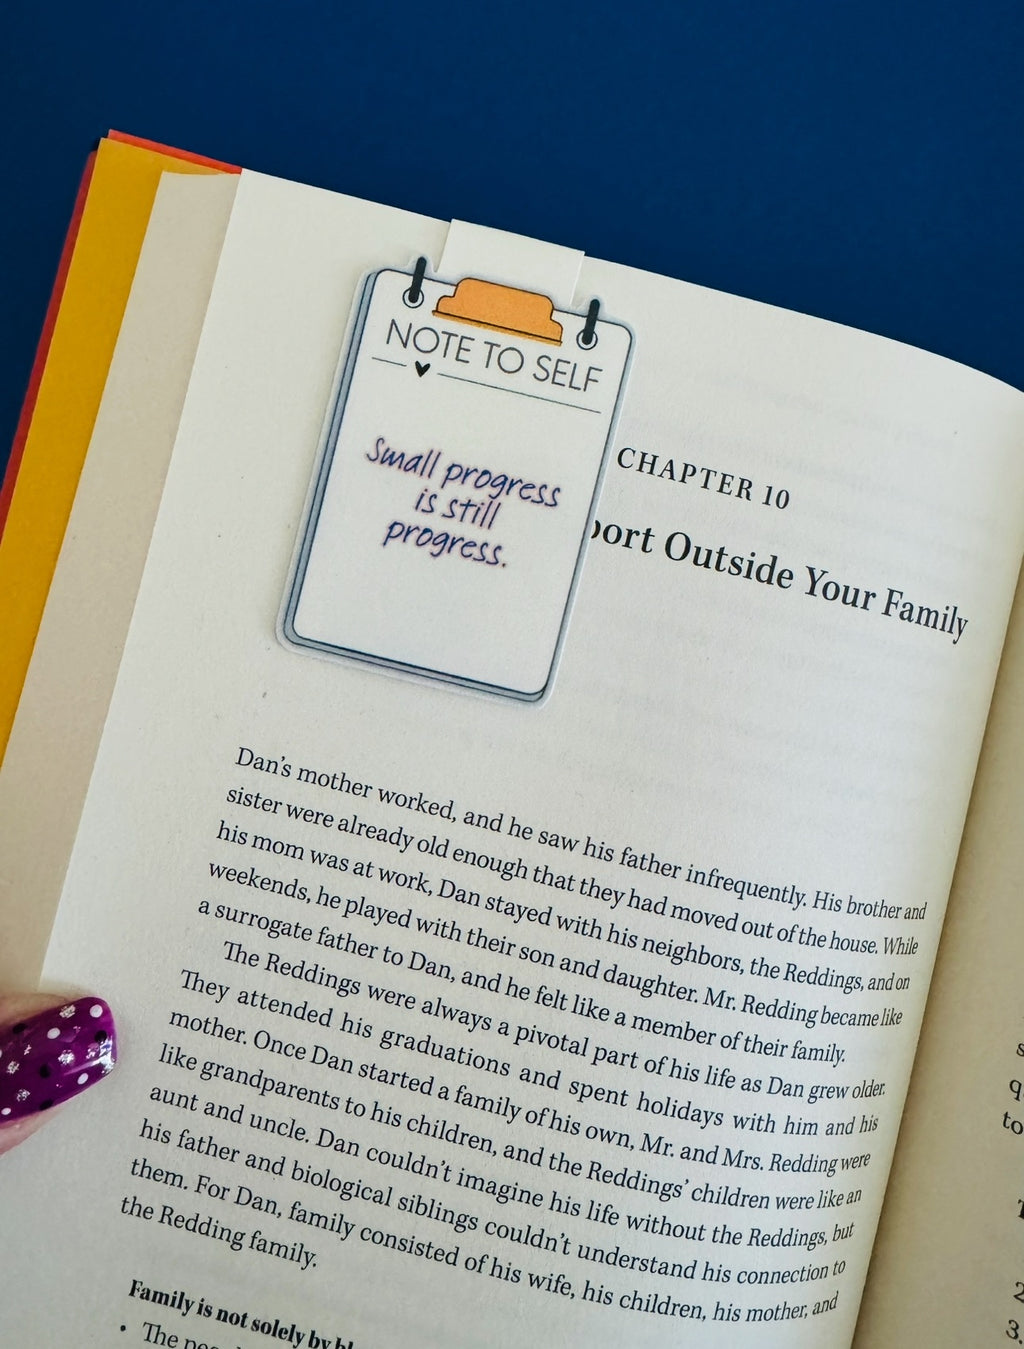 NOTE TO SELF
Small progress
is still
progress.
CHAPTER 10
Outside Your Family
Dan's mother worked, and he saw his father infrequently. His brother and
sister were already old enough that they had moved out of the house. While
his mom was at work, Dan stayed with his neighbors, the Reddings, and on
weekends, he played with their son and daughter. Mr. Redding became like
a surrogate father to Dan, and he felt like a member of their family.
The Reddings were always a pivotal part of his life as Dan grew older.
They attended his graduations and spent holidays with him and his
mother. Once Dan started a family of his own, Mr. and Mrs. Redding were
like grandparents to his children, and the Reddings' children were like an
aunt and uncle. Dan couldn't imagine his life without the Reddings, but
his father and biological siblings couldn't understand his connection to
them. For Dan, family consisted of his wife, his children, his mother, and
the Redding family.
Family is not solely by
• The
to
2
3.